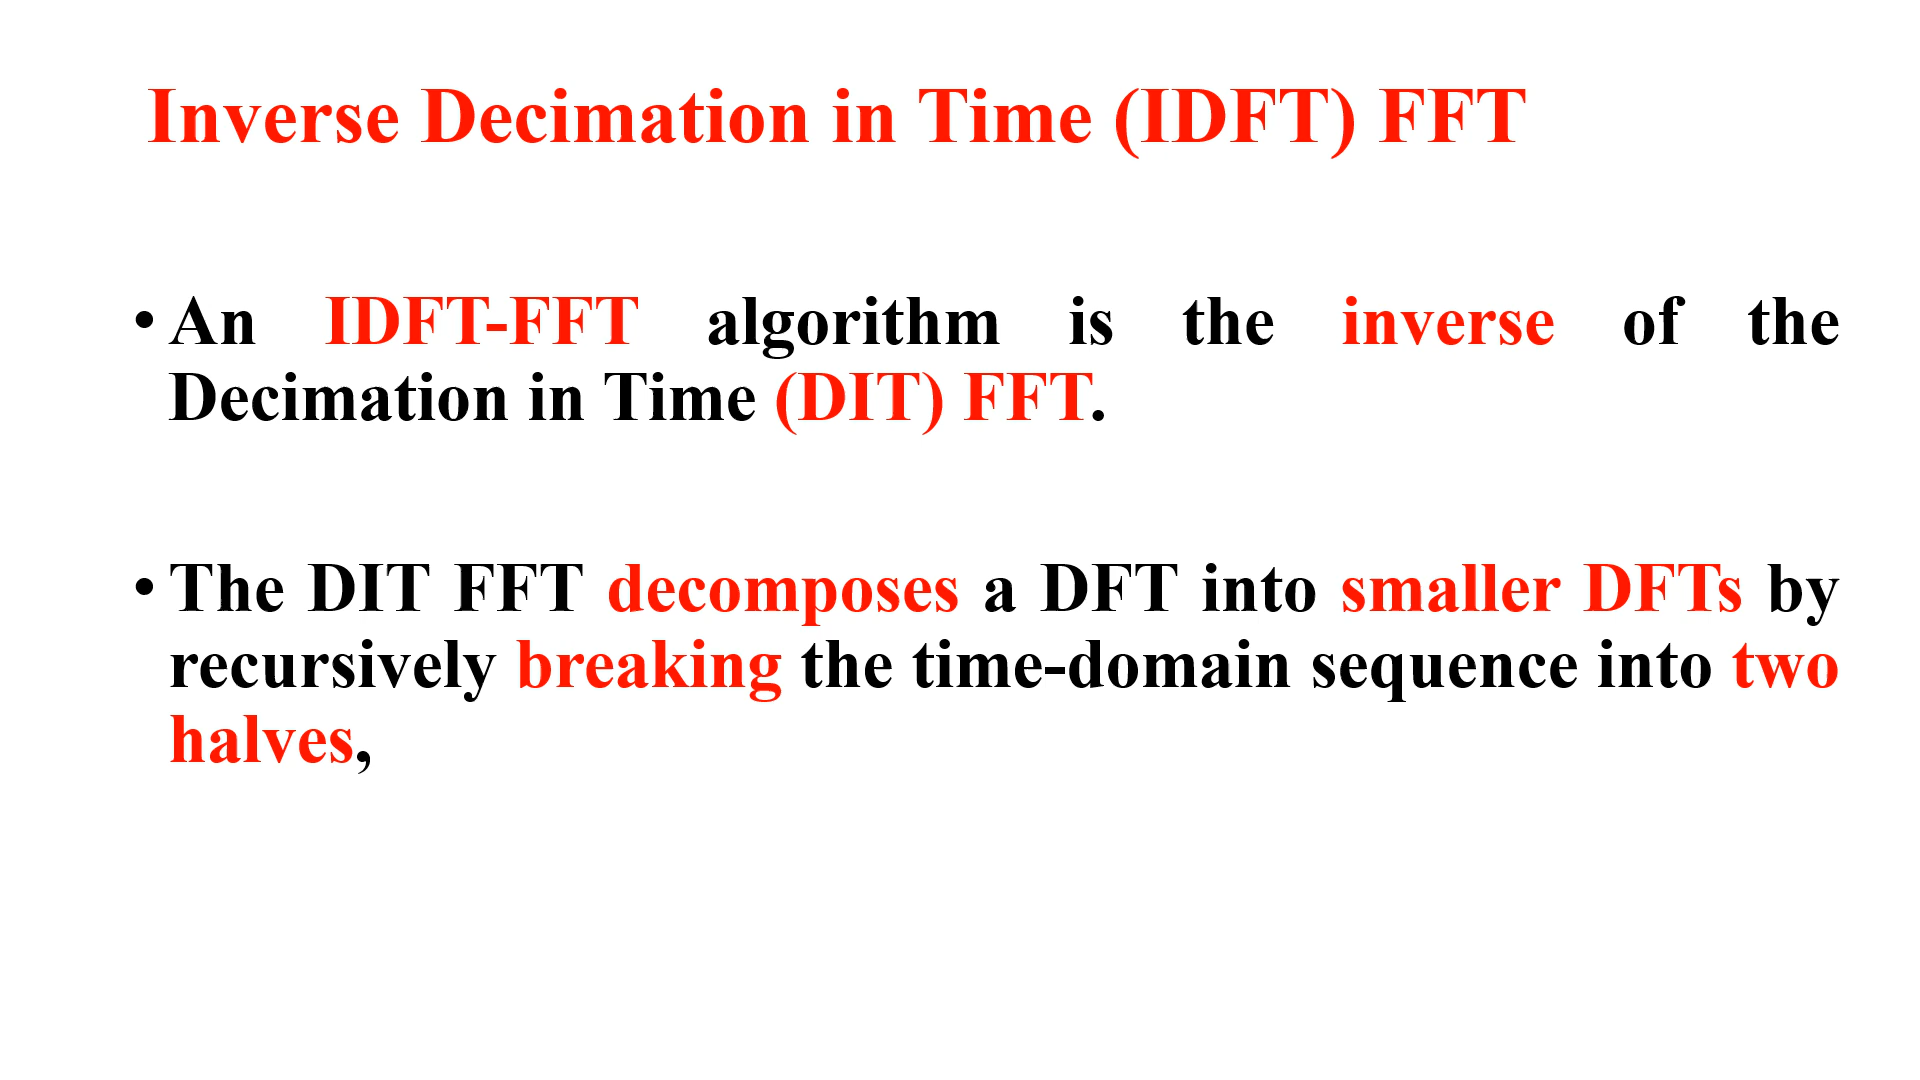 Inverse Decimation in Time (IDFT) FFT
• An IDFT-FFT algorithm is the inverse of the
Decimation in Time (DIT) FFT.
• The DIT FFT decomposes a DFT into smaller DFTs by
recursively breaking the time-domain sequence into two
halves,